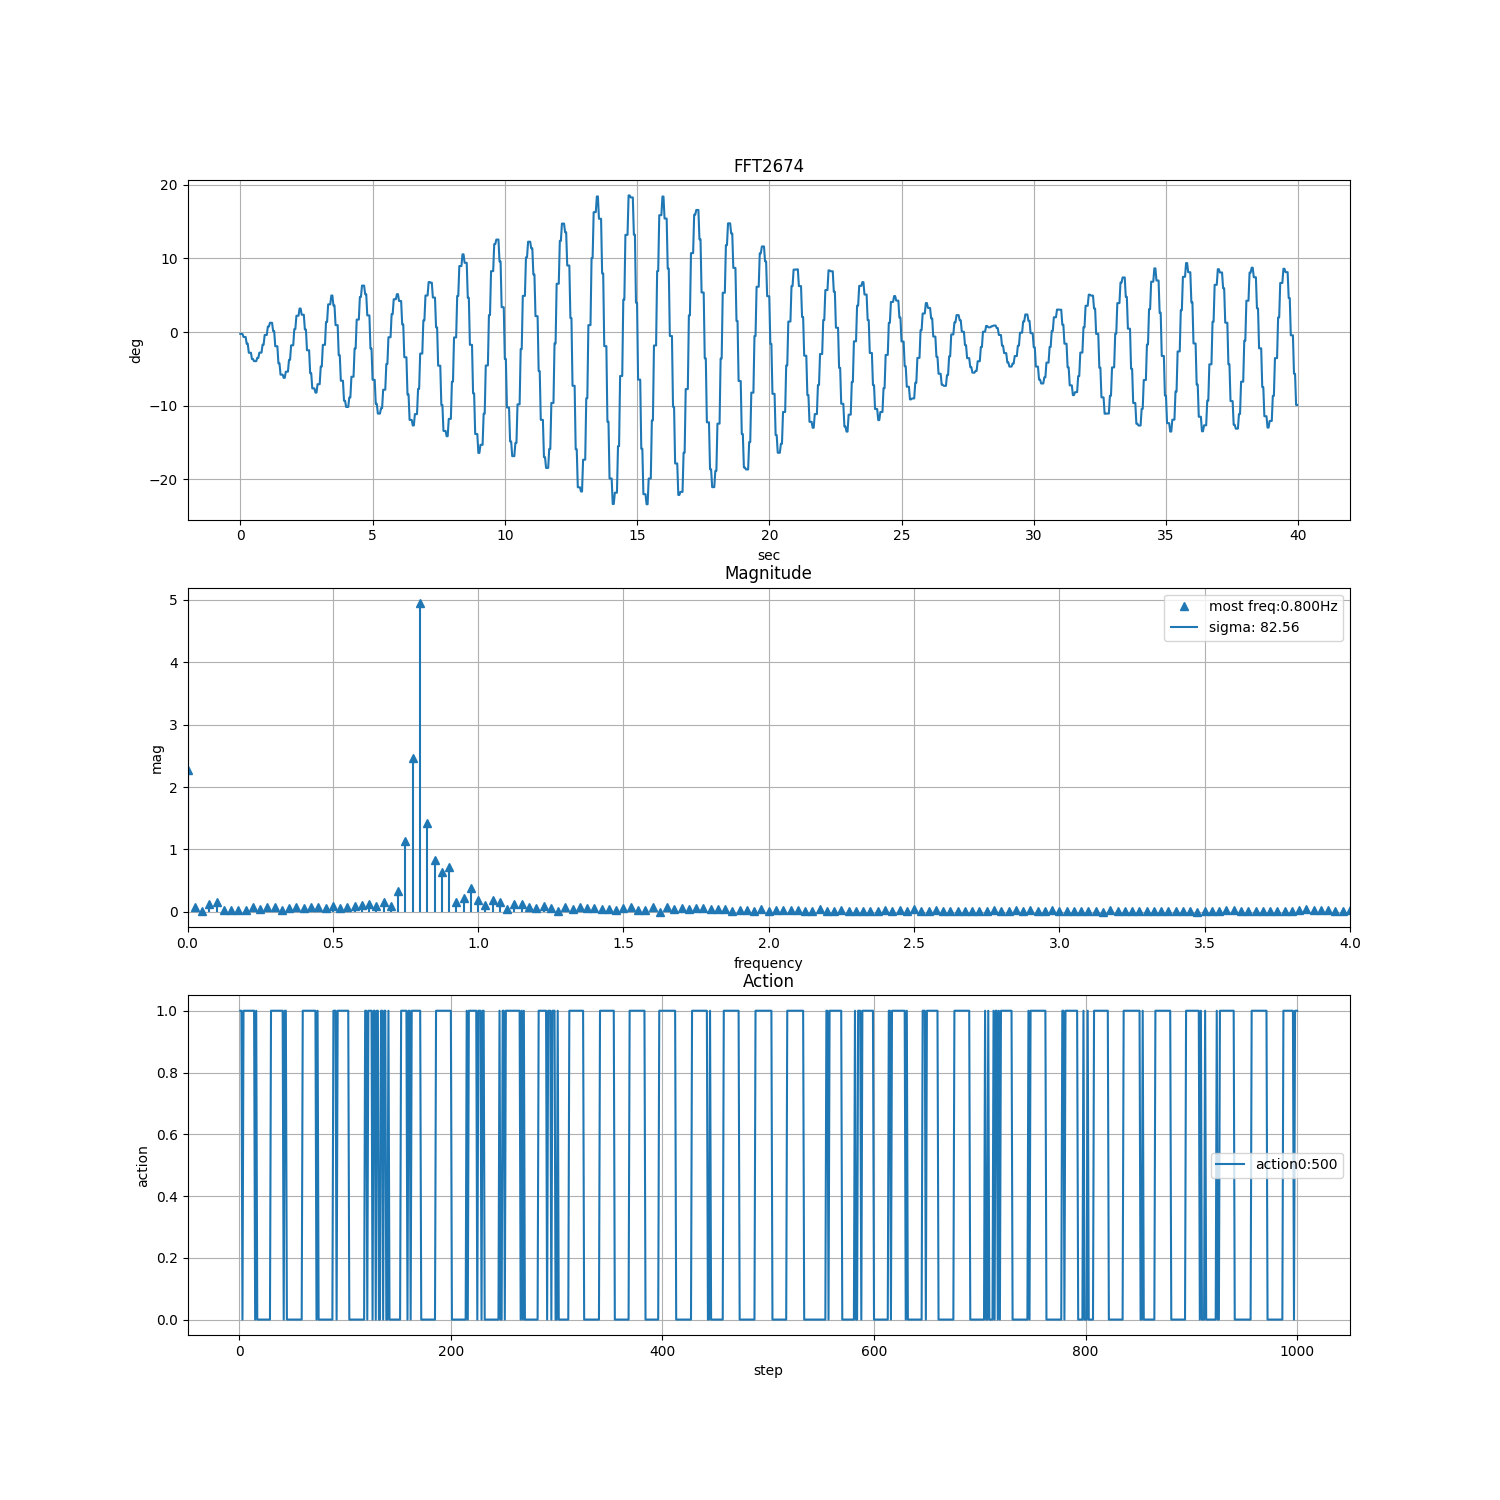 FFT2674
20
10
0
−10
−20
deg
0 5 10 15 20 25 30 35 40
sec
Magnitude
5
4
3
2
1
0
mag
most freq:0.800Hz
sigma: 82.56
0.0 0.5 1.0 1.5 2.0 2.5 3.0 3.5 4.0
frequency
Action
1.0
0.8
0.6
0.4
0.2
0.0
action
action0:500
0 200 400 600 800 1000
step